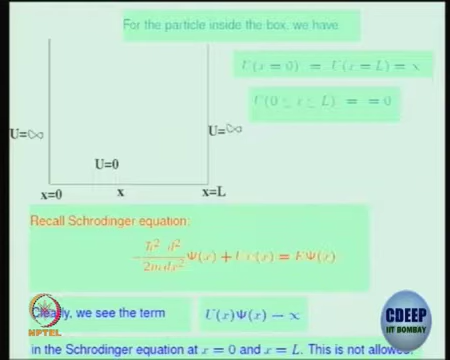 For the particle inside the box, we have
U(x = 0) = U(x = L) = ∞
U(0 ≤ x ≤ L) = = 0
U=∞
U=∞
U=0
x=0
x
x=L
Recall Schrodinger equation:
-ħ²/2m d²/dx² Ψ(x) + UΨ(x) = EΨ(x)
Clearly, we see the term
U(x)Ψ(x) → ∞
in the Schrodinger equation at x = 0 and x = L. This is not allowed.
NPTEL
CDEEP
IIT BOMBAY